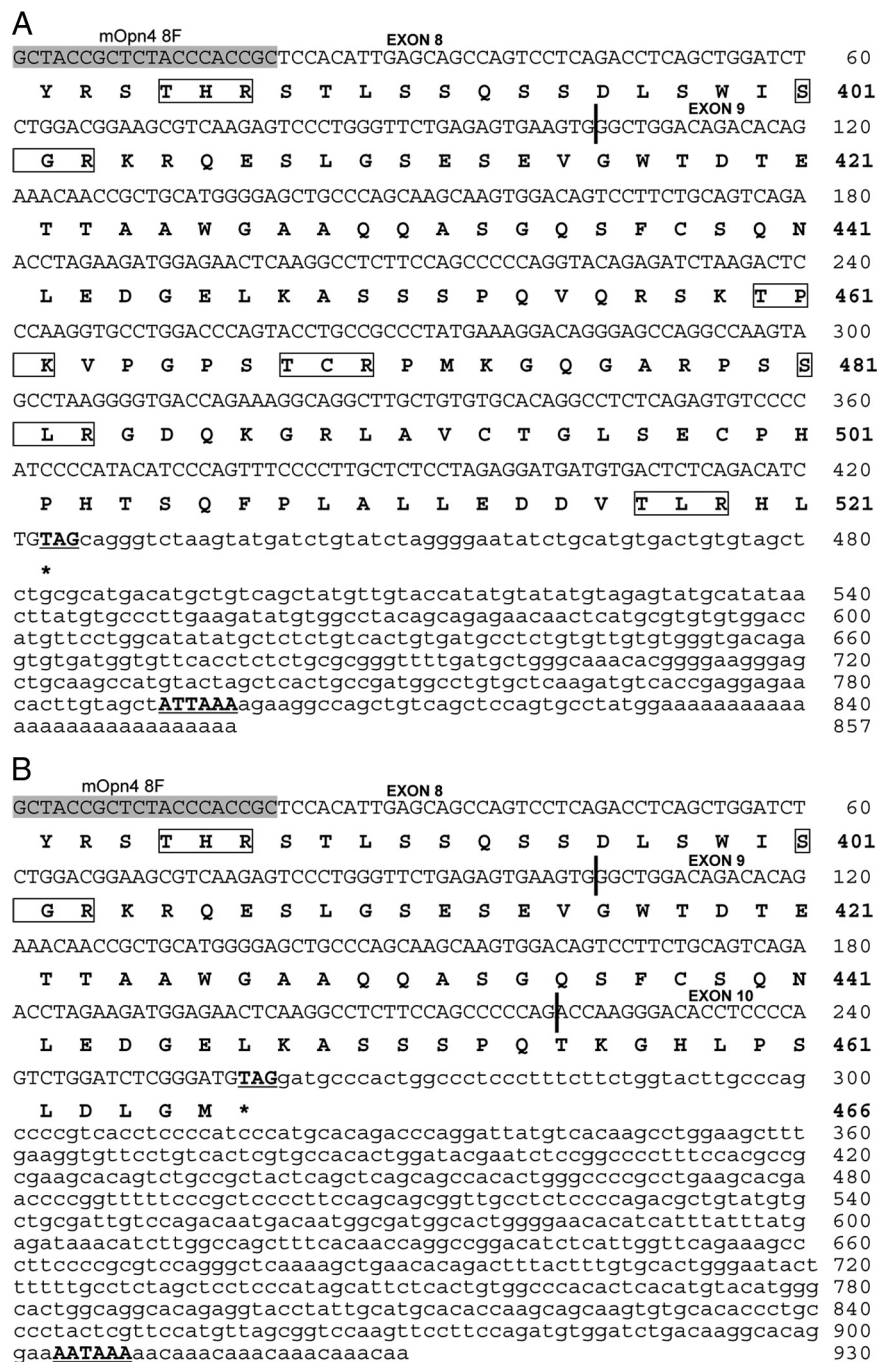 A
mOpn4 8F EXON 8
GCTACCGCTCTACCCACCGCTCCACATTGAGCAGCCAGTCCTCAGACCTCAGCTGGATCT 60
Y R S T H R S T L S S Q S S D L S W I S 401
EXON 9
CTGGACGGAAGCGTCAAGAGTCCCTGGGTTCTGAGAGTGAAGTGGGCTGGACAGACACAG 120
G R K R Q E S L G S E S E V G W T D T E 421
AAACAACCGCTGCATGGGGAGCTGCCCAGCAAGCAAGTGGACAGTCCTTCTGCAGTCAGA 180
T T A A W G A A Q Q A S G Q S F C S Q N 441
ACCTAGAAGATGGAGAACTCAAGGCCTCTTCCAGCCCCCAGGTACAGAGATCTAAGACTC 240
L E D G E L K A S S S P Q V Q R S K T P 461
CCAAGGTGCCTGGACCCAGTACCTGCCGCCCTATGAAAGGACAGGGAGCCAGGCCAAGTA 300
K V P G P S T C R P M K G Q G A R P S S 481
GCCTAAGGGGTGACCAGAAAGGCAGGCTTGCTGTGTGCACAGGCCTCTCAGAGTGTCCCC 360
L R G D Q K G R L A V C T G L S E C P H 501
ATCCCCATACATCCCAGTTTCCCCTTGCTCTCCTAGAGGATGATGTGACTCTCAGACATC 420
P H T S Q F P L A L L E D D V T L R H L 521
TGTAGcagggtctaagtatgatctgtatctaggggaatatctgcatgtgactgtgtagct 480
*
ctgcgcatgacatgctgtcagctatgttgtaccatatgtatatgtagagtatgcatataa 540
cttatgtgcccttgaagatatgtggcctacagcagagaacaactcatgcgtgtgtggacc 600
atgttcctggcatatatgctctctgtcactgtgatgcctctgtgttgtgtgggtgacaga 660
gtgtgatggtgttcacctctctgcgcgggttttgatgctgggcaaacacggggaagggag 720
ctgcaagccatgtactagctcactgccgatggcctgtgctcaagatgtcaccgaggagaa 780
cacttgtagctATTAAAagaaggccagctgtcagctccagtgcctatggaaaaaaaaaaaa 840
aaaaaaaaaaaaaaaaa 857
B
mOpn4 8F EXON 8
GCTACCGCTCTACCCACCGCTCCACATTGAGCAGCCAGTCCTCAGACCTCAGCTGGATCT 60
Y R S T H R S T L S S Q S S D L S W I S 401
EXON 9
CTGGACGGAAGCGTCAAGAGTCCCTGGGTTCTGAGAGTGAAGTGGGCTGGACAGACACAG 120
G R K R Q E S L G S E S E V G W T D T E 421
AAACAACCGCTGCATGGGGAGCTGCCCAGCAAGCAAGTGGACAGTCCTTCTGCAGTCAGA 180
T T A A W G A A Q Q A S G Q S F C S Q N 441
EXON 10
ACCTAGAAGATGGAGAACTCAAGGCCTCTTCCAGCCCCCAGACCAAGGGACACCTCCCCA 240
L E D G E L K A S S S P Q T K G H L P S 461
GTCTGGATCTCGGGATGTAGgatgcccactggccctccctttcttctggtacttgcccag 300
L D L G M * 466
ccccgtcacctccccatcccatgcacagacccaggattatgtcacaagcctggaagcttt 360
gaaggtgttcctgtcactcgtgccacactggatacgaatctccggcccctttccacgccg 420
cgaagcacagtctgccgctactcagctcagcagccacactgggccccgcctgaagcacga 480
accccggtttttcccgctccccttccagcagcggttgcctctccccagacgctgtatgtg 540
ctgcgattgtccagacaatgacaatggcgatggcactggggaacacatcatttatttatg 600
agataaacatcttggccagctttcacaaccaggccggacatctcattggttcagaaagcc 660
cttccccgcgtccagggctcaaaagctgaacacagactttactttgtgcactgggaatact 720
tttttgcctctagctcctcccatagcattctcactgtggcccacactcacatgtacatggg 780
cactggcaggcacagaggtacctattgcatgcacaccaagcagcaagtgtgcacaccctgc 840
cccta​ctcgttccatgttagcggtccaagttccttccagatgtggatctgacaaggcacag 900
gaaAATAAAaacaaacaaacaaacaaacaa 930